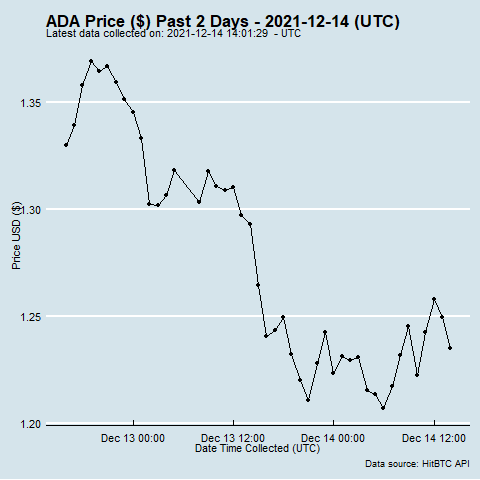 ADA Price ($) Past 2 Days - 2021-12-14 (UTC)
Latest data collected on: 2021-12-14 14:01:29 - UTC
Price USD ($)
1.35
1.30
1.25
1.20
Dec 13 00:00 Dec 13 12:00 Dec 14 00:00 Dec 14 12:00
Date Time Collected (UTC)
Data source: HitBTC API